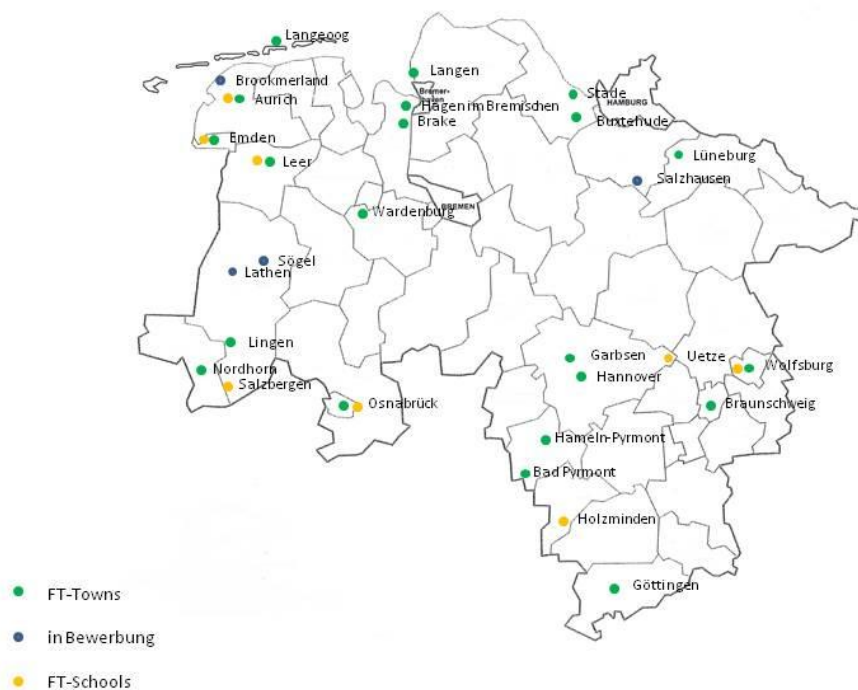 Langeoog
Langen
Brookmerland
Bremer-
haven
Stade
HAMBURG
Aurich
Hagen im Bremischen
Buxtehude
Brake
Emden
Lüneburg
Leer
Salzhausen
BREMEN
Wardenburg
Sögel
Lathen
Lingen
Garbsen
Uetze
Wolfsburg
Nordhorn
Hannover
Salzbergen
Osnabrück
Braunschweig
Hameln-Pyrmont
Bad Pyrmont
Holzminden
Göttingen
FT-Towns
in Bewerbung
FT-Schools